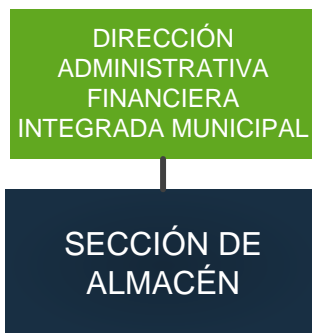 DIRECCIÓN
ADMINISTRATIVA
FINANCIERA
INTEGRADA MUNICIPAL
SECCIÓN DE
ALMACÉN